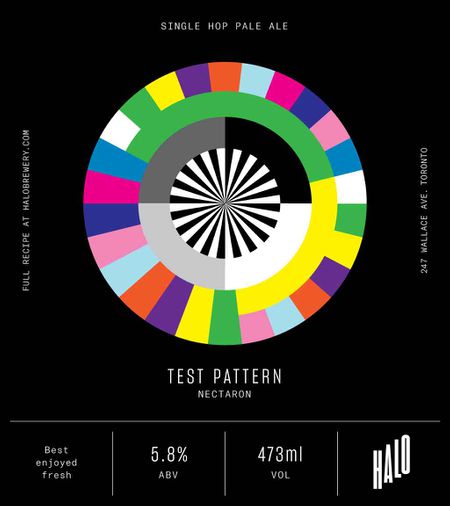 SINGLE HOP PALE ALE
FULL RECIPE AT HALOBREWERY.COM
247 WALLACE AVE. TORONTO
TEST PATTERN
NECTARON
Best
enjoyed
fresh
5.8%
ABV
473ml
VOL
HALO